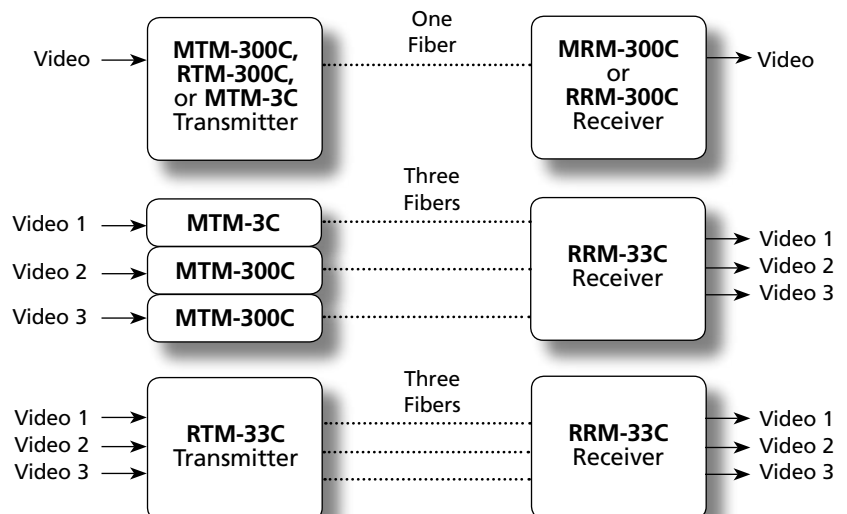 One
Fiber
Video
MTM-300C,
RTM-300C,
or MTM-3C
Transmitter
MRM-300C
or
RRM-300C
Receiver
Video
Three
Fibers
Video 1
MTM-3C
Video 2
MTM-300C
Video 3
MTM-300C
RRM-33C
Receiver
Video 1
Video 2
Video 3
Three
Fibers
Video 1
Video 2
Video 3
RTM-33C
Transmitter
RRM-33C
Receiver
Video 1
Video 2
Video 3